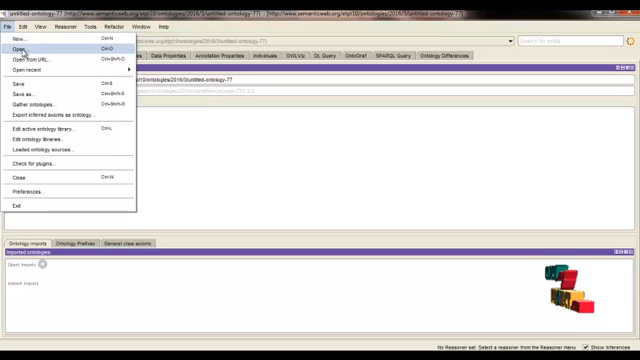 untitled-ontology-77 (http://www.semanticweb.org/etpl10/ontologies/2016/3/untitled-ontology-77)
File Edit View Reasoner Tools Refactor Window Help
New... Ctrl-N
Open... Ctrl-O
Open from URL... Ctrl+Shift-O
Open recent
Save Ctrl-S
Save as... Ctrl+Shift-S
Gather ontologies...
Export inferred axioms as ontology...
Edit active ontology library... Ctrl-L
Edit ontology libraries...
Loaded ontology sources...
Check for plugins...
Close Ctrl-W
Preferences...
Exit
Data Properties Annotation Properties Individuals OWLViz DL Query OntoGraf SPARQL Query Ontology Differences
Ontology imports Ontology Prefixes General class axioms
Imported ontologies:
Direct Imports
Indirect Imports
No Reasoner set. Select a reasoner from the Reasoner menu Show Inferences